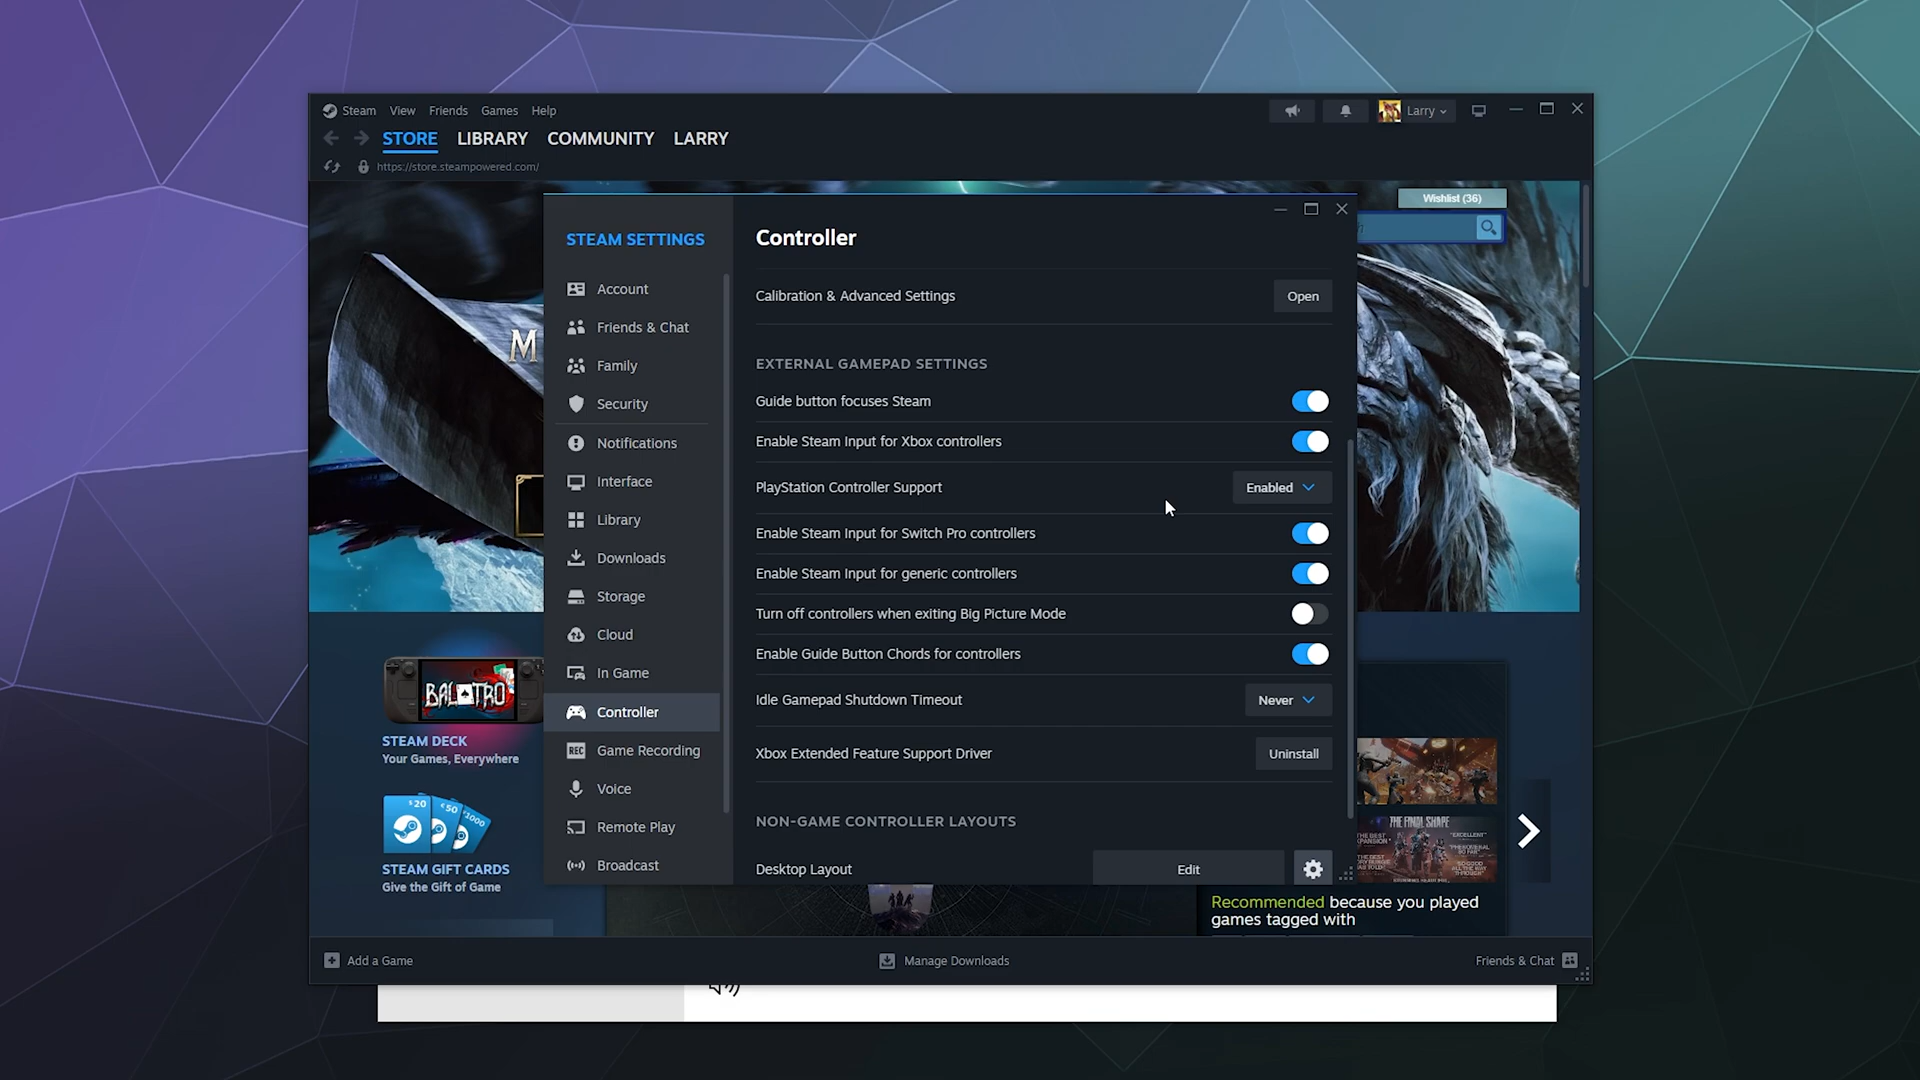 Steam View Friends Games Help
Larry
STORE LIBRARY COMMUNITY LARRY
https://store.steampowered.com/
Wishlist (36)
STEAM SETTINGS
Account
Friends & Chat
Family
Security
Notifications
Interface
Library
Downloads
Storage
Cloud
In Game
Controller
REC Game Recording
Voice
Remote Play
Broadcast
Controller
Calibration & Advanced Settings Open
EXTERNAL GAMEPAD SETTINGS
Guide button focuses Steam
Enable Steam Input for Xbox controllers
PlayStation Controller Support Enabled
Enable Steam Input for Switch Pro controllers
Enable Steam Input for generic controllers
Turn off controllers when exiting Big Picture Mode
Enable Guide Button Chords for controllers
Idle Gamepad Shutdown Timeout Never
Xbox Extended Feature Support Driver Uninstall
NON-GAME CONTROLLER LAYOUTS
Desktop Layout Edit
M
BALATRO
STEAM DECK
Your Games, Everywhere
$20 €50
STEAM GIFT CARDS
Give the Gift of Game
THE FINAL SHAPE
Recommended because you played
games tagged with
Add a Game
Manage Downloads
Friends & Chat